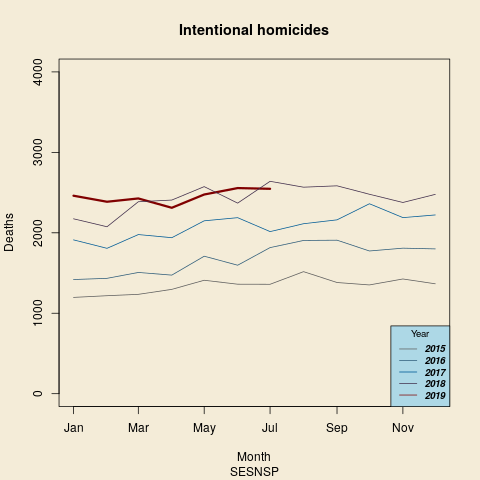 Intentional homicides
Deaths
4000
3000
2000
1000
0
Jan Mar May Jul Sep Nov
Month
SESNSP
Year
2015
2016
2017
2018
2019